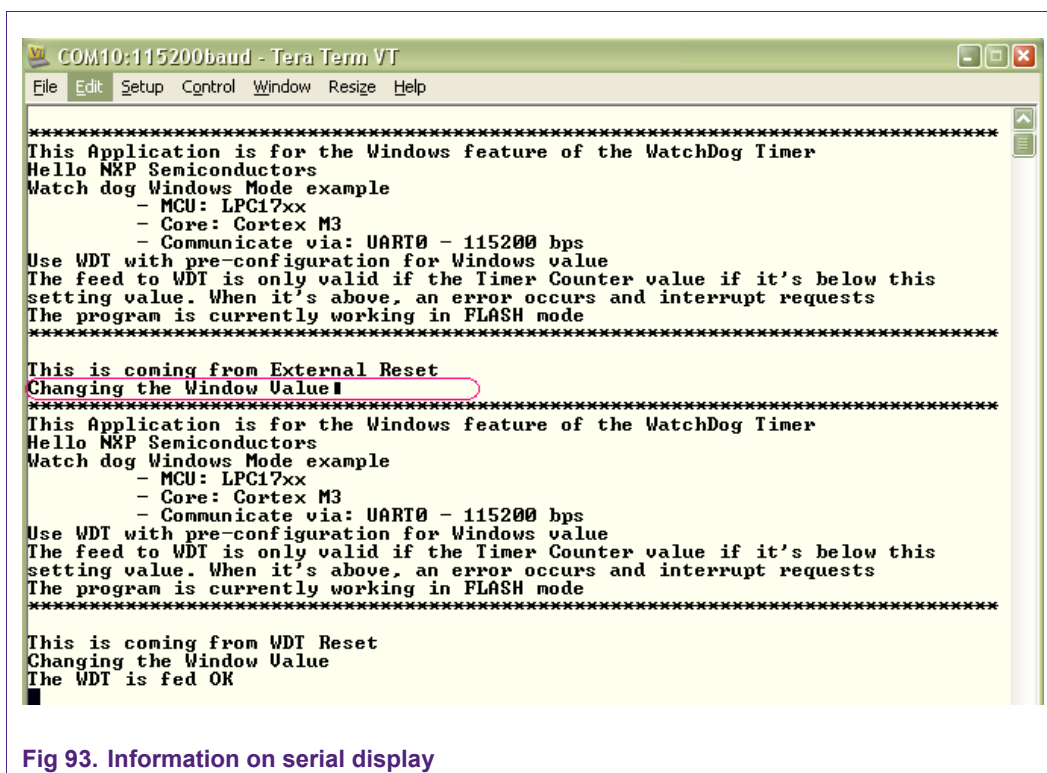 COM10:115200baud - Tera Term VT
File Edit Setup Control Window Resize Help
********************************************************************************
This Application is for the Windows feature of the WatchDog Timer
Hello NXP Semiconductors
Watch dog Windows Mode example
- MCU: LPC17xx
- Core: Cortex M3
- Communicate via: UART0 - 115200 bps
Use WDT with pre-configuration for Windows value
The feed to WDT is only valid if the Timer Counter value if it's below this
setting value. When it's above, an error occurs and interrupt requests
The program is currently working in FLASH mode
********************************************************************************
This is coming from External Reset
Changing the Window Value
********************************************************************************
This Application is for the Windows feature of the WatchDog Timer
Hello NXP Semiconductors
Watch dog Windows Mode example
- MCU: LPC17xx
- Core: Cortex M3
- Communicate via: UART0 - 115200 bps
Use WDT with pre-configuration for Windows value
The feed to WDT is only valid if the Timer Counter value if it's below this
setting value. When it's above, an error occurs and interrupt requests
The program is currently working in FLASH mode
********************************************************************************
This is coming from WDT Reset
Changing the Window Value
The WDT is fed OK
Fig 93. Information on serial display